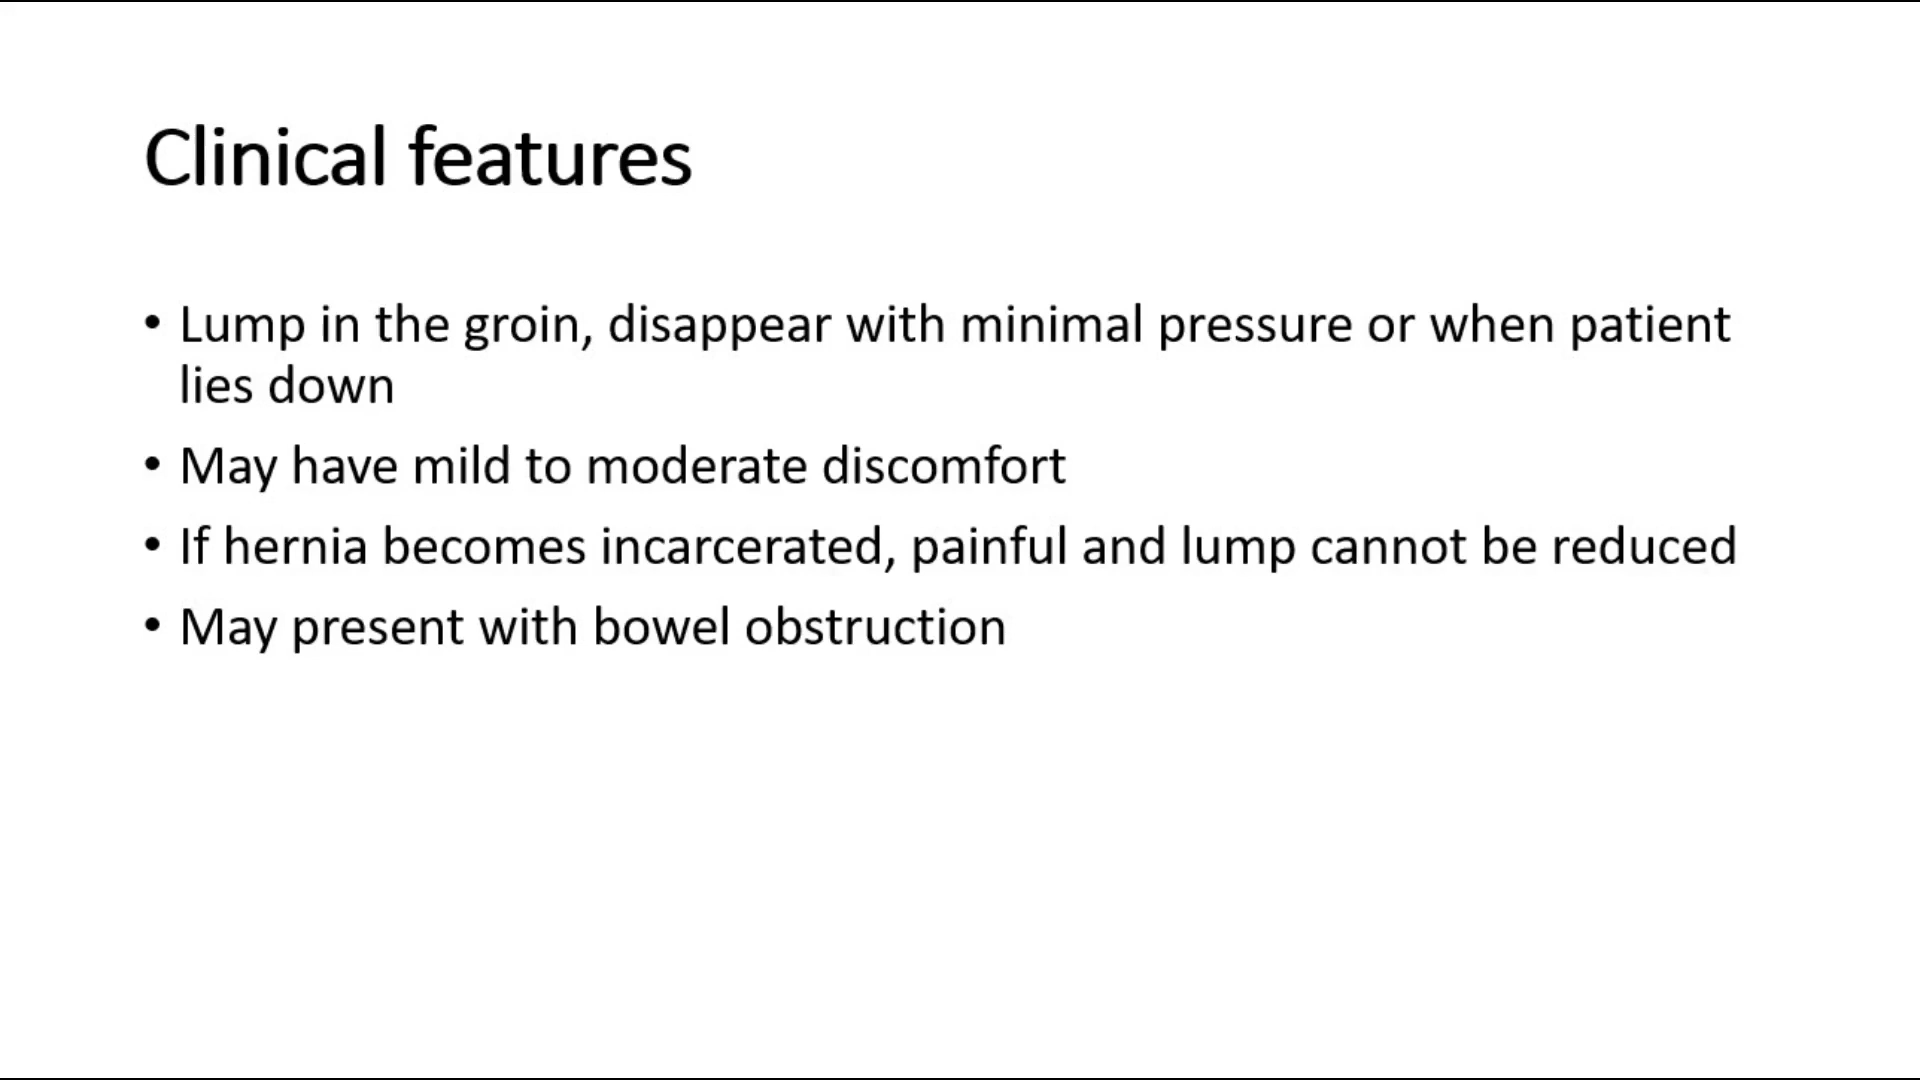 Clinical features
• Lump in the groin, disappear with minimal pressure or when patient
lies down
• May have mild to moderate discomfort
• If hernia becomes incarcerated, painful and lump cannot be reduced
• May present with bowel obstruction